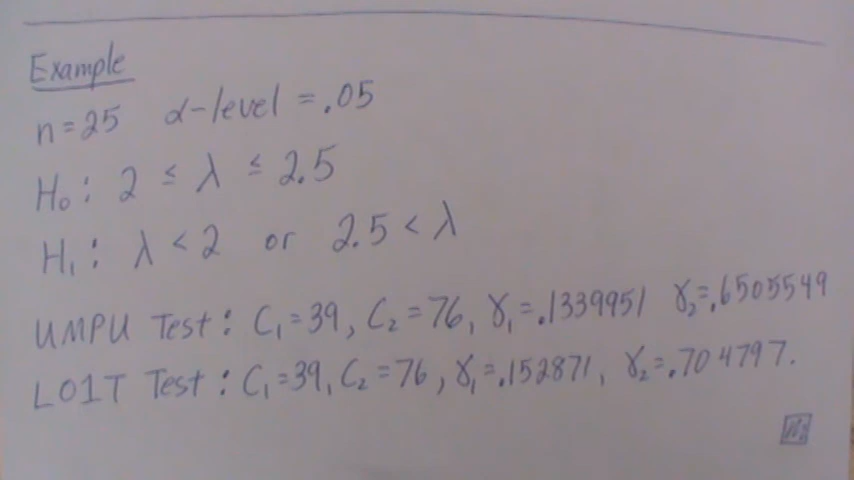 Example
n=25 α-level = .05
H₀: 2 ≤ λ ≤ 2.5
H₁: λ < 2 or 2.5 < λ
UMPU Test: C₁=39, C₂=76, γ₁=.1339951 γ₂=.6505549
LO1T Test: C₁=39, C₂=76, γ₁=.152871, γ₂=.704797.